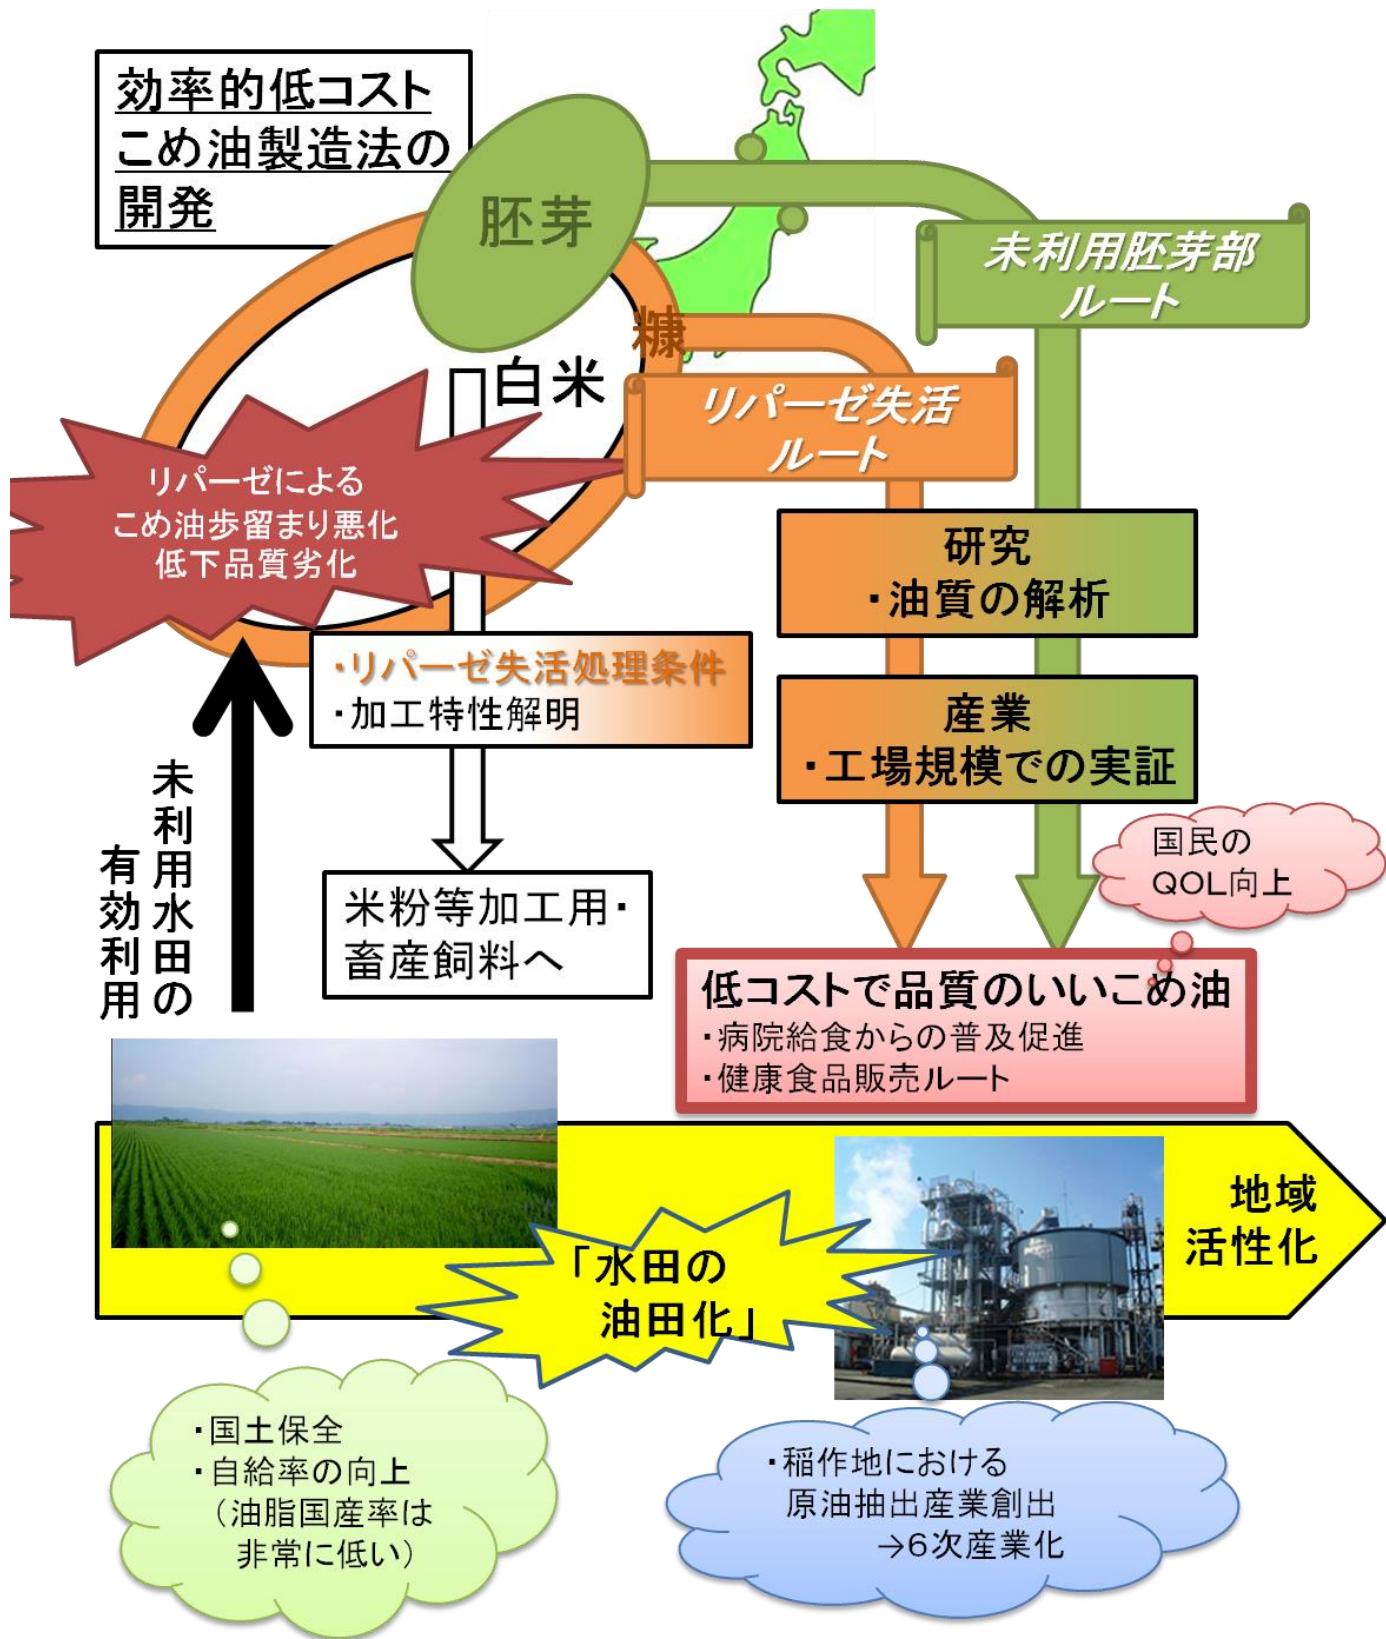 効率的低コスト
こめ油製造法の
開発
胚芽
糠
白米
未利用胚芽部
ルート
リパーゼ失活
ルート
リパーゼによる
こめ油歩留まり悪化
低下品質劣化
研究
・油質の解析
・リパーゼ失活処理条件
・加工特性解明
産業
・工場規模での実証
未利用水田の
有効利用
国民の
QOL向上
米粉等加工用・
畜産飼料へ
低コストで品質のいいこめ油
・病院給食からの普及促進
・健康食品販売ルート
地域
活性化
「水田の
油田化」
・国土保全
・自給率の向上
（油脂国産率は
非常に低い）
・稲作地における
原油抽出産業創出
→6次産業化